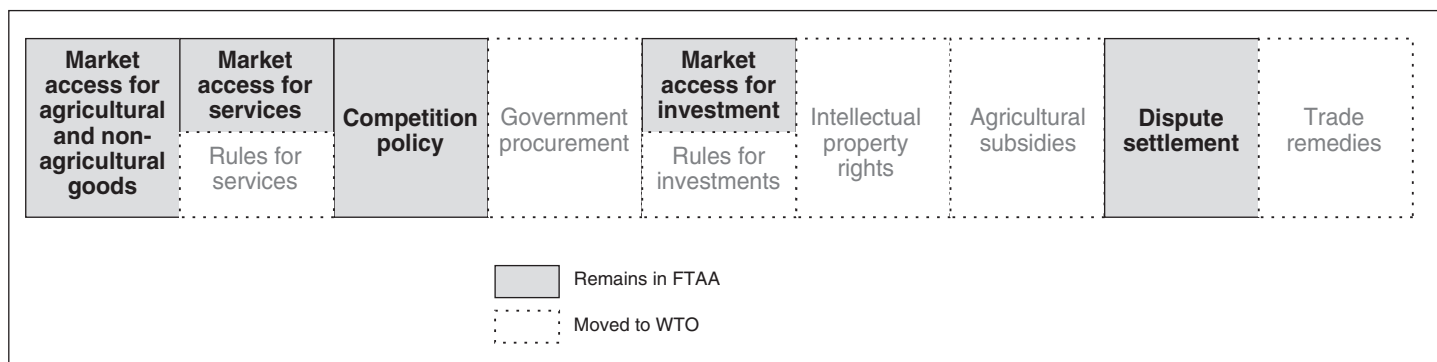 Market
access for
agricultural
and non-
agricultural
goods
Market
access for
services
Rules for
services
Competition
policy
Government
procurement
Market
access for
investment
Rules for
investments
Intellectual
property
rights
Agricultural
subsidies
Dispute
settlement
Trade
remedies
Remains in FTAA
Moved to WTO